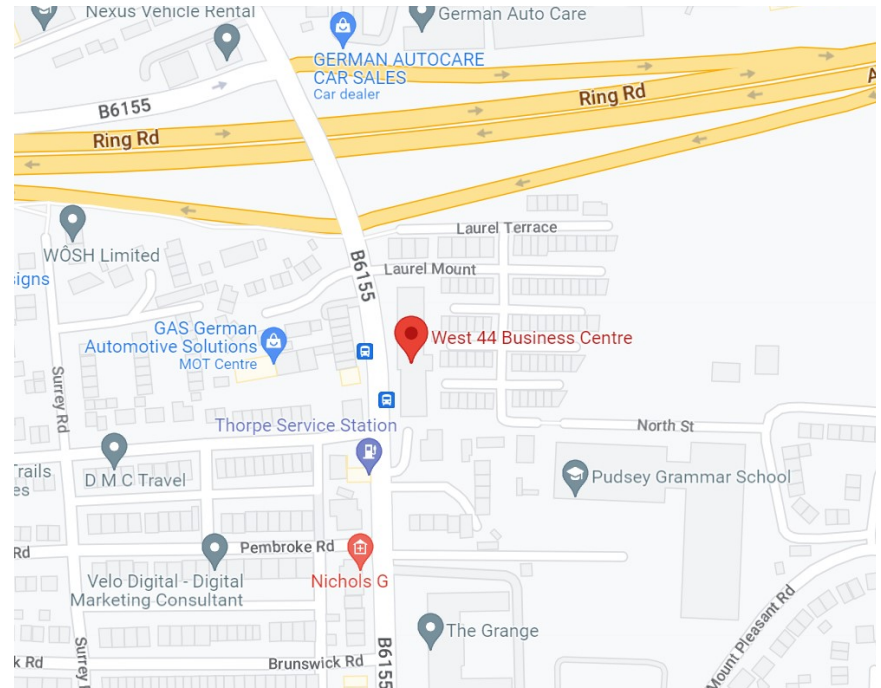 Nexus Vehicle Rental
German Auto Care
GERMAN AUTOCARE
CAR SALES
Car dealer
B6155
Ring Rd
Ring Rd
A
Laurel Terrace
WÔSH Limited
B6155
Laurel Mount
igns
GAS German
Automotive Solutions
MOT Centre
West 44 Business Centre
Surrey Rd
Thorpe Service Station
North St
Trails
es
D M C Travel
Pudsey Grammar School
Rd
Pembroke Rd
Nichols G
Velo Digital - Digital
Marketing Consultant
Mount Pleasant Rd
The Grange
Surrey R
B6155
k Rd
Brunswick Rd